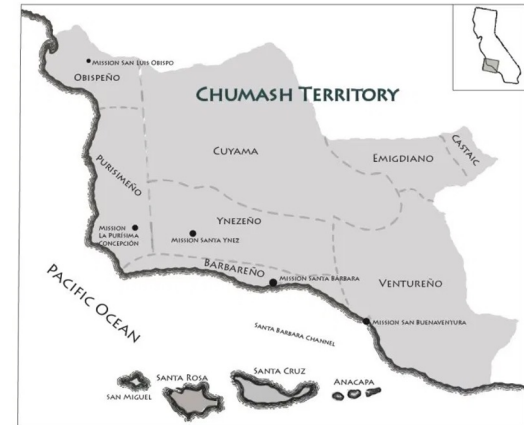 Mission San Luis Obispo
Obispeño
Chumash Territory
Cuyama
Emigdiano
Castaic
Purisimeño
Mission
La Purísima
Concepción
Ynezeño
Mission Santa Ynez
Barbareño
Mission Santa Barbara
Ventureño
Mission San Buenaventura
Pacific Ocean
Santa Barbara Channel
San Miguel
Santa Rosa
Santa Cruz
Anacapa